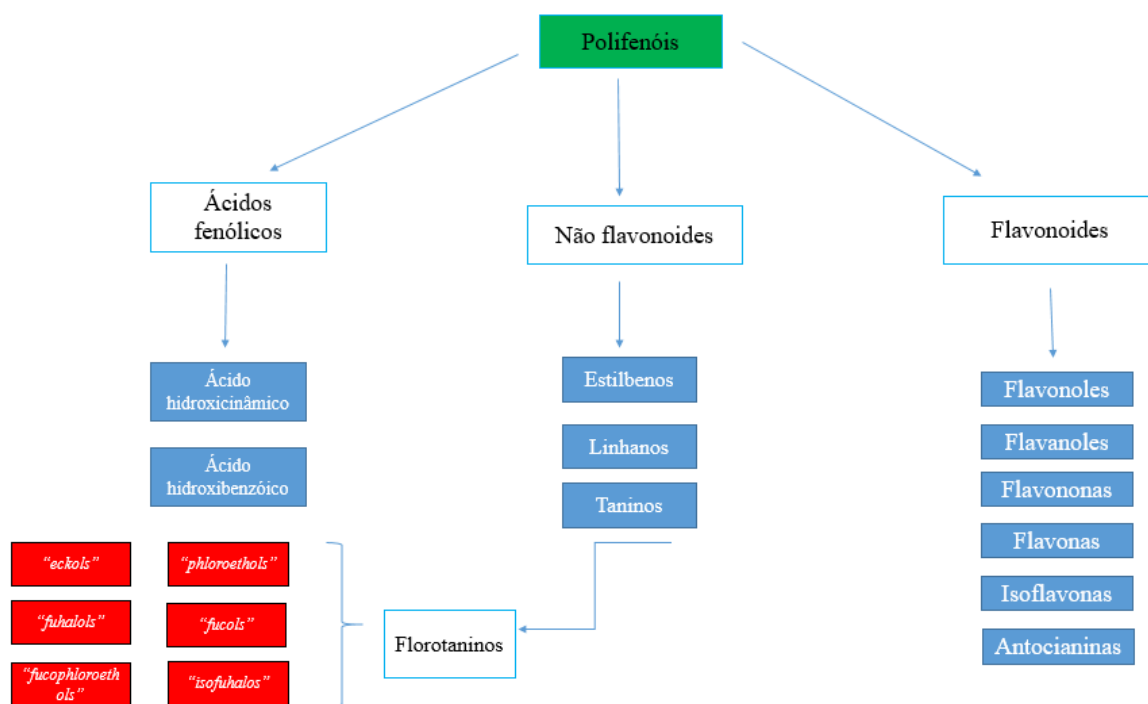 Polifenóis
Ácidos
fenólicos
Não flavonoides
Flavonoides
Ácido
hidroxicinâmico
Ácido
hidroxibenzóico
Estilbenos
Linhanos
Taninos
Flavonoles
Flavanoles
Flavononas
Flavonas
Isoflavonas
Antocianinas
“eckols”
“phloroethols”
“fuhalols”
“fucols”
“fucophloroeth
ols”
“isofuhalos”
Florotaninos